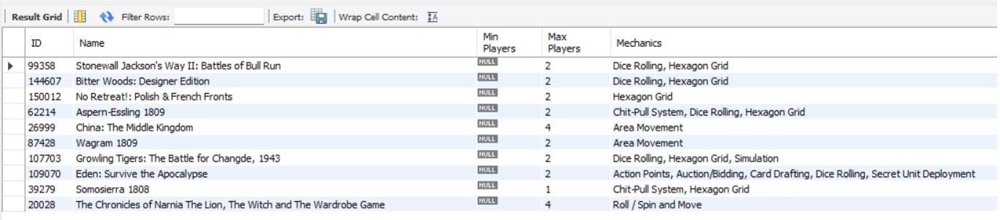 Result Grid Filter Rows: Export: Wrap Cell Content: IA
ID Name Min Players Max Players Mechanics
99358 Stonewall Jackson's Way II: Battles of Bull Run NULL 2 Dice Rolling, Hexagon Grid
144607 Bitter Woods: Designer Edition NULL 2 Dice Rolling, Hexagon Grid
150012 No Retreat!: Polish & French Fronts NULL 2 Hexagon Grid
62214 Aspern-Essling 1809 NULL 2 Chit-Pull System, Dice Rolling, Hexagon Grid
26999 China: The Middle Kingdom NULL 4 Area Movement
87428 Wagram 1809 NULL 2 Area Movement
107703 Growling Tigers: The Battle for Changde, 1943 NULL 2 Dice Rolling, Hexagon Grid, Simulation
109070 Eden: Survive the Apocalypse NULL 2 Action Points, Auction/Bidding, Card Drafting, Dice Rolling, Secret Unit Deployment
39279 Somosierra 1808 NULL 1 Chit-Pull System, Hexagon Grid
20028 The Chronicles of Narnia The Lion, The Witch and The Wardrobe Game NULL 4 Roll / Spin and Move